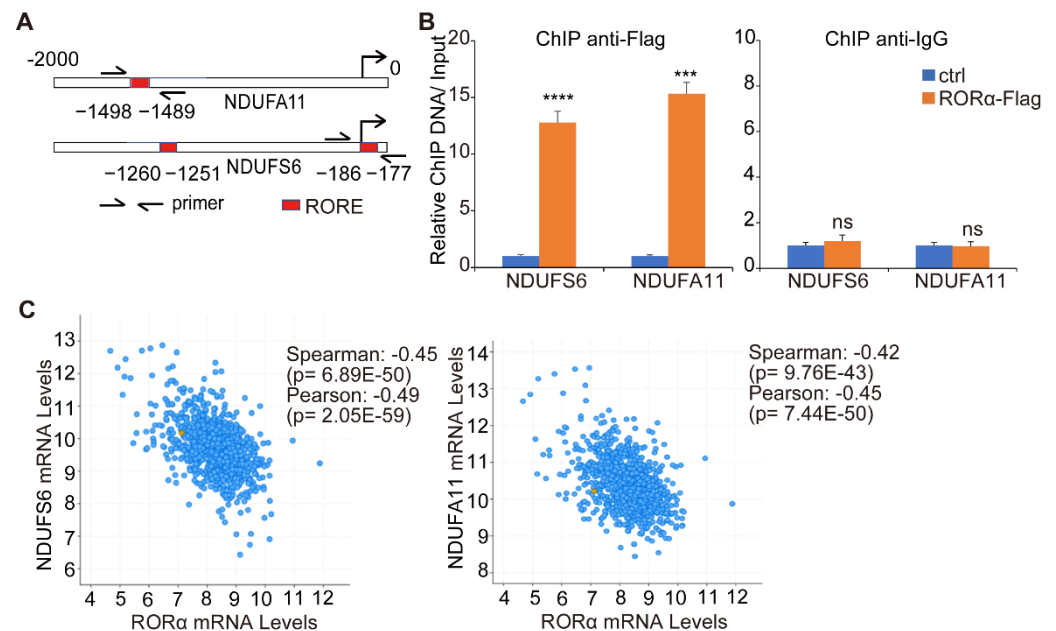 A
-2000
0
NDUFA11
−1498 −1489
NDUFS6
−1260 −1251
−186 −177
primer
RORE
B
ChIP anti-Flag
Relative ChIP DNA/ Input
20
15
10
5
0
****
***
NDUFS6
NDUFA11
ChIP anti-IgG
10
8
6
4
2
0
ctrl
RORα-Flag
ns
ns
NDUFS6
NDUFA11
C
NDUFS6 mRNA Levels
13
12
11
10
9
8
7
6
4 5 6 7 8 9 10 11 12
RORα mRNA Levels
Spearman: -0.45
(p= 6.89E-50)
Pearson: -0.49
(p= 2.05E-59)
NDUFA11 mRNA Levels
14
13
12
11
10
9
8
4 5 6 7 8 9 10 11 12
RORα mRNA Levels
Spearman: -0.42
(p= 9.76E-43)
Pearson: -0.45
(p= 7.44E-50)